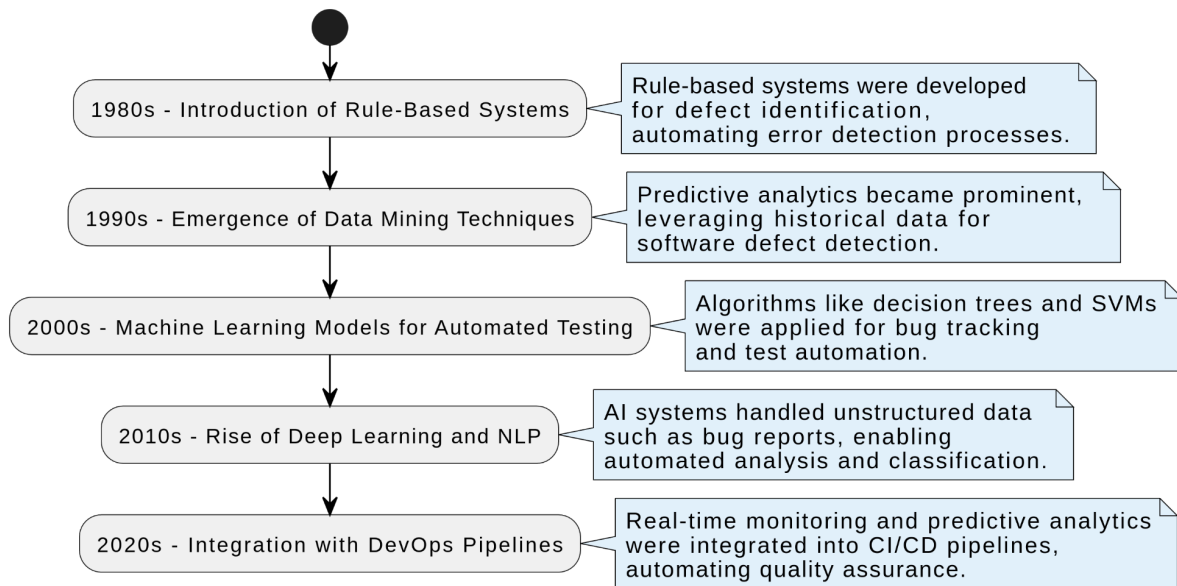 1980s - Introduction of Rule-Based Systems
Rule-based systems were developed
for defect identification,
automating error detection processes.
1990s - Emergence of Data Mining Techniques
Predictive analytics became prominent,
leveraging historical data for
software defect detection.
2000s - Machine Learning Models for Automated Testing
Algorithms like decision trees and SVMs
were applied for bug tracking
and test automation.
2010s - Rise of Deep Learning and NLP
AI systems handled unstructured data
such as bug reports, enabling
automated analysis and classification.
2020s - Integration with DevOps Pipelines
Real-time monitoring and predictive analytics
were integrated into CI/CD pipelines,
automating quality assurance.